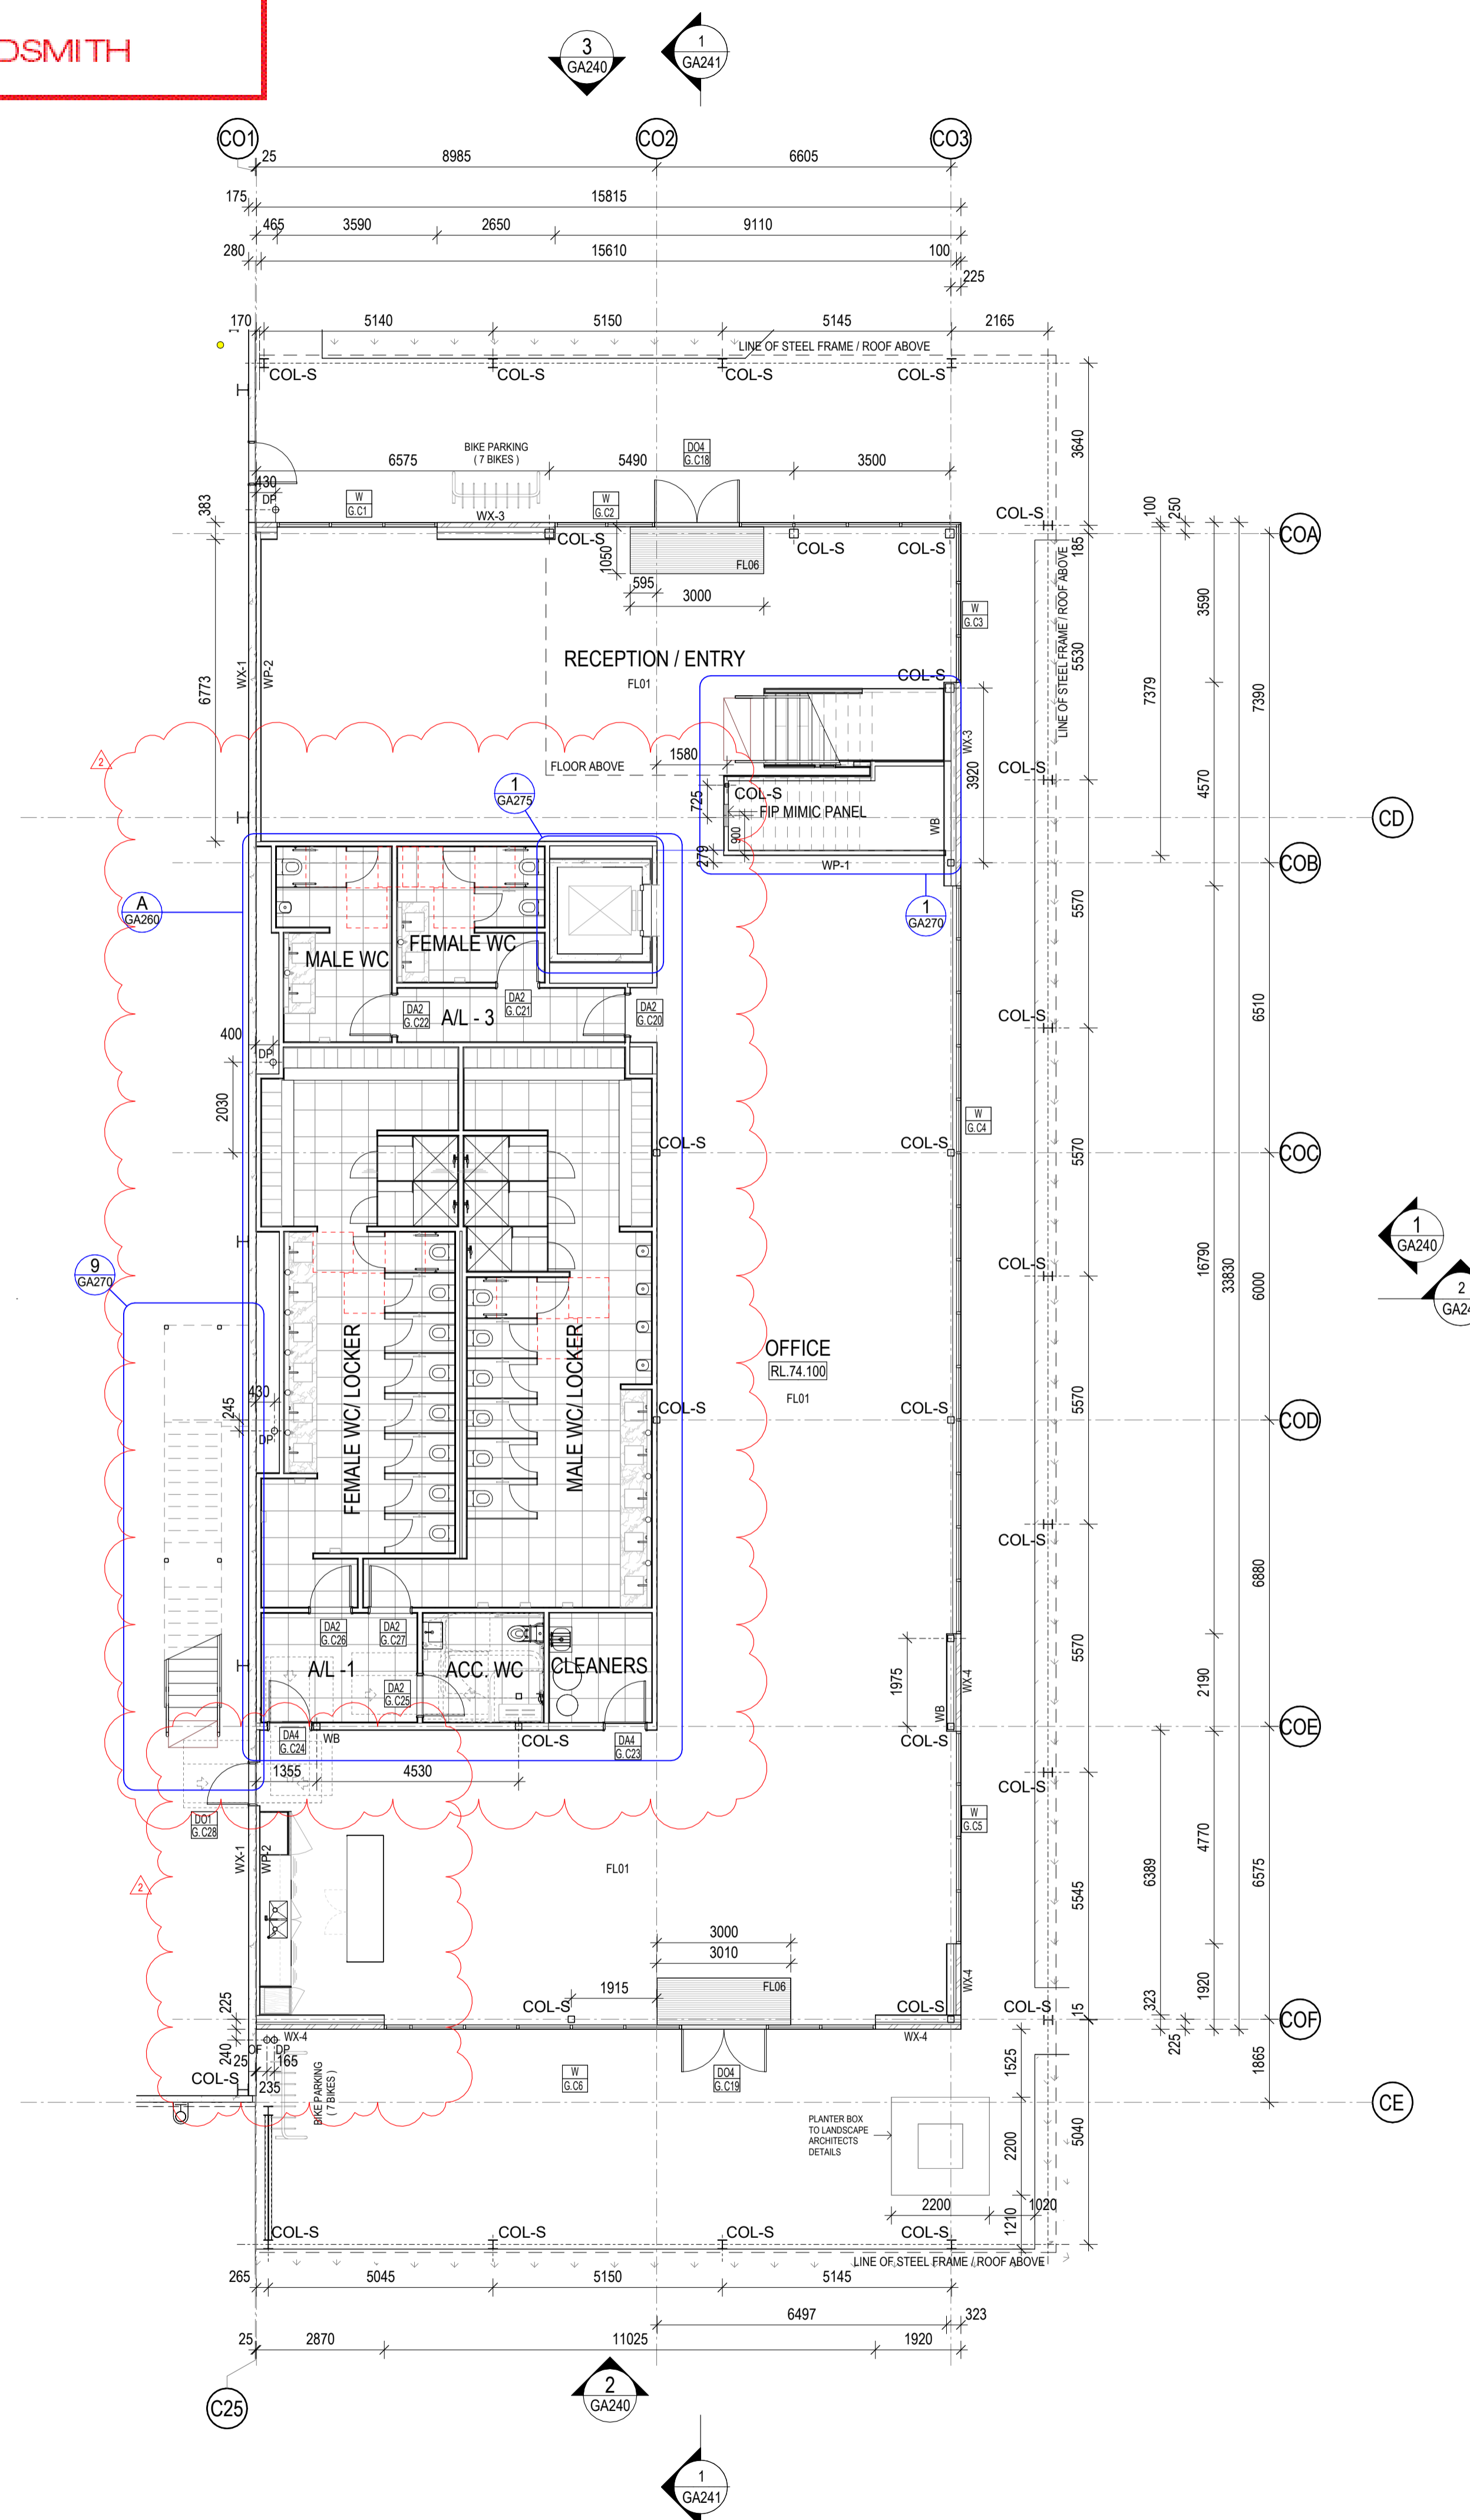 DSMITH
3
GA240
1
GA241
CO1
CO2
CO3
25
8985
6605
175
15815
465
3590
2650
9110
280
15610
100
225
170
5140
5150
5145
2165
LINE OF STEEL FRAME / ROOF ABOVE
COL-S
COL-S
COL-S
COL-S
3640
BIKE PARKING
( 7 BIKES )
DO4
G.C18
6575
5490
3500
430
DP
383
W
G.C1
WX-3
W
G.C2
COL-S
100
250
COA
COL-S
COL-S
COL-S
1050
FL06
185
595
3000
LINE OF STEEL FRAME / ROOF ABOVE
3590
W
G.C3
RECEPTION / ENTRY
FL01
5530
WX-1
WP-2
6773
COL-S
7379
7390
WX-3
3920
2
1580
FLOOR ABOVE
COL-S
4570
1
GA275
COL-S
725
FIP MIMIC PANEL
CD
900
WB
279
WP-1
COB
A
GA260
1
GA270
5570
MALE WC
FEMALE WC
DA2
G.C22
DA2
G.C21
DA2
G.C20
A/L - 3
6510
COL-S
400
DP
2030
W
G.C4
COL-S
COL-S
COC
5570
1
GA240
9
GA270
16790
33830
6000
COL-S
2
FEMALE WC/ LOCKER
MALE WC/ LOCKER
OFFICE
RL.74.100
FL01
430
245
DP
COL-S
COL-S
COD
5570
COL-S
6880
DA2
G.C26
DA2
G.C27
A/L -1
ACC. WC
CLEANERS
DA2
G.C25
5570
1975
WX-4
WB
2190
DA4
G.C24
WB
COL-S
DA4
G.C23
COL-S
COE
1355
4530
COL-S
DO1
G.C28
W
G.C5
WX-1
WP-2
FL01
4770
6389
6575
5545
2
3000
3010
FL06
WX-4
1915
1920
323
225
COL-S
COL-S
COL-S
15
COF
WX-4
WX-4
240
OF
DP
25
165
235
COL-S
225
1525
1865
W
G.C6
DO4
G.C19
BIKE PARKING
( 7 BIKES )
CE
PLANTER BOX
TO LANDSCAPE
ARCHITECTS
DETAILS
2200
5040
2200
1020
1210
COL-S
COL-S
COL-S
COL-S
LINE OF STEEL FRAME / ROOF ABOVE
265
5045
5150
5145
6497
323
25
2870
11025
1920
2
GA240
C25
1
GA241